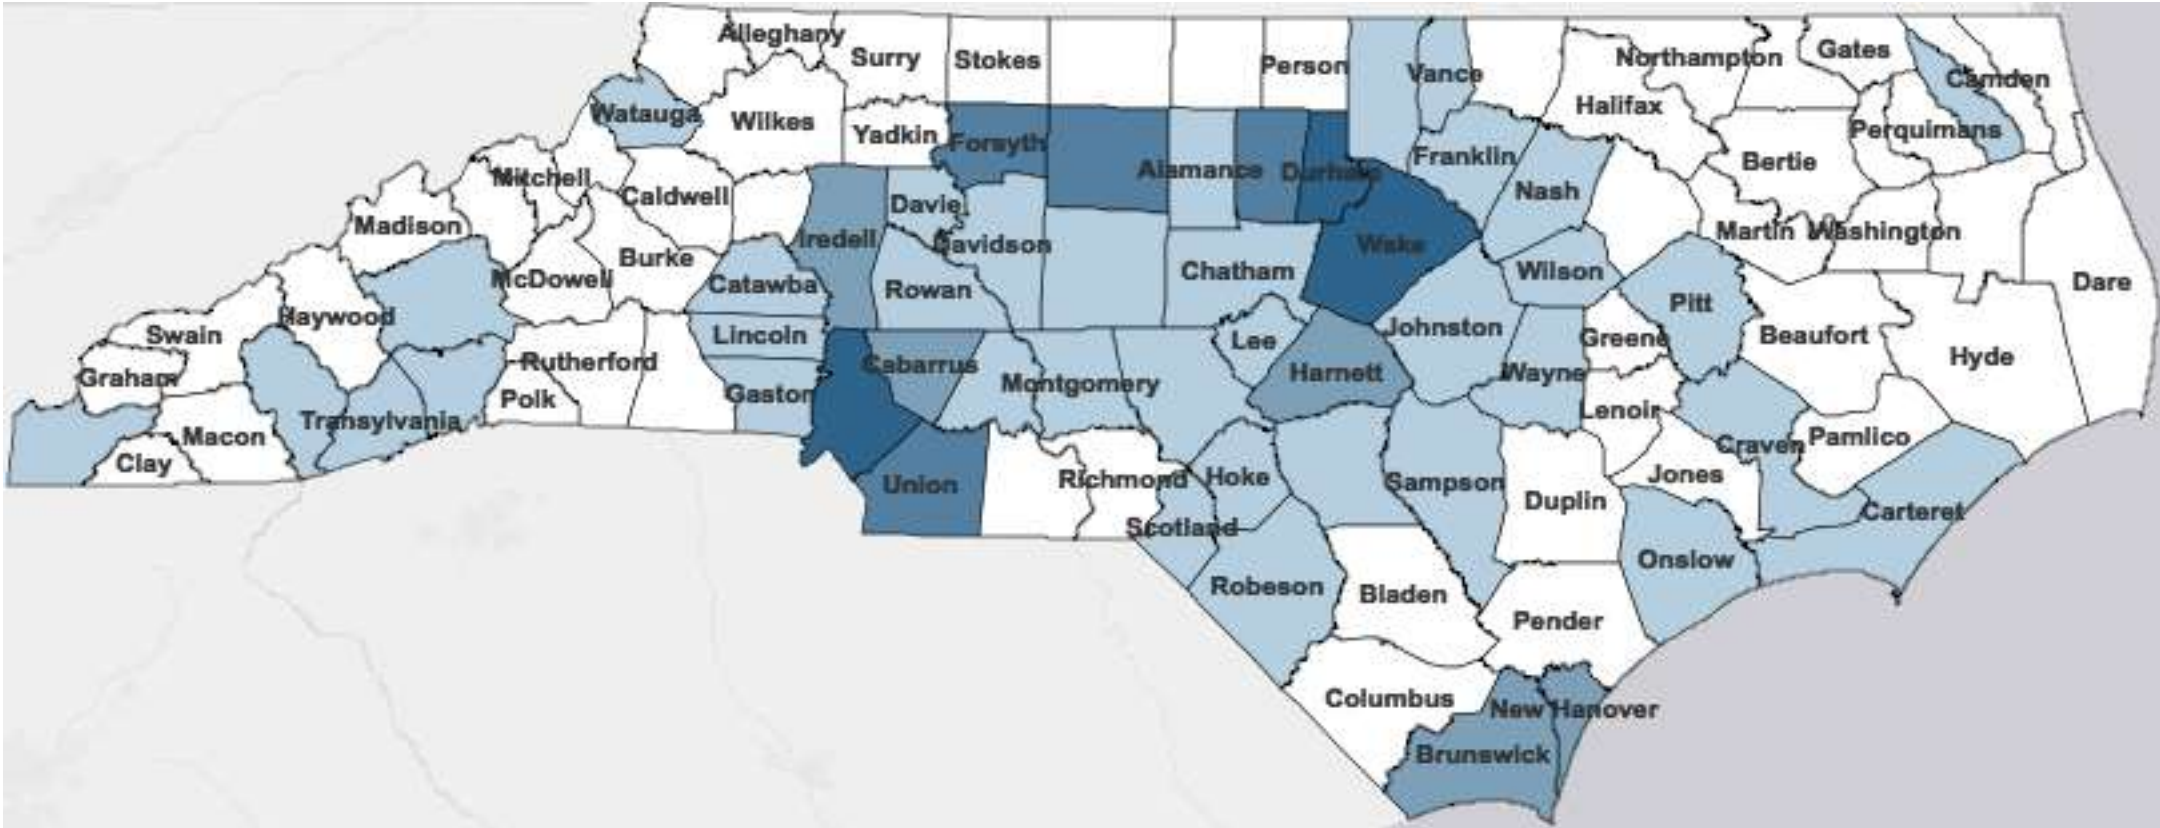 Alleghany
Surry
Stokes
Person
Vance
Northampton
Gates
Camden
Watauga
Wilkes
Yadkin
Forsyth
Halifax
Perquimans
Mitchell
Caldwell
Alamance
Durham
Franklin
Nash
Bertie
Madison
Davie
Iredell
Davidson
Wake
Martin
Washington
McDowell
Burke
Catawba
Rowan
Chatham
Wilson
Pitt
Dare
Swain
Haywood
Lincoln
Lee
Johnston
Greene
Beaufort
Hyde
Graham
Rutherford
Cabarrus
Montgomery
Harnett
Wayne
Polk
Gaston
Lenoir
Transylvania
Macon
Clay
Craven
Pamlico
Union
Richmond
Hoke
Sampson
Duplin
Jones
Scotland
Carteret
Robeson
Bladen
Onslow
Pender
Columbus
New Hanover
Brunswick